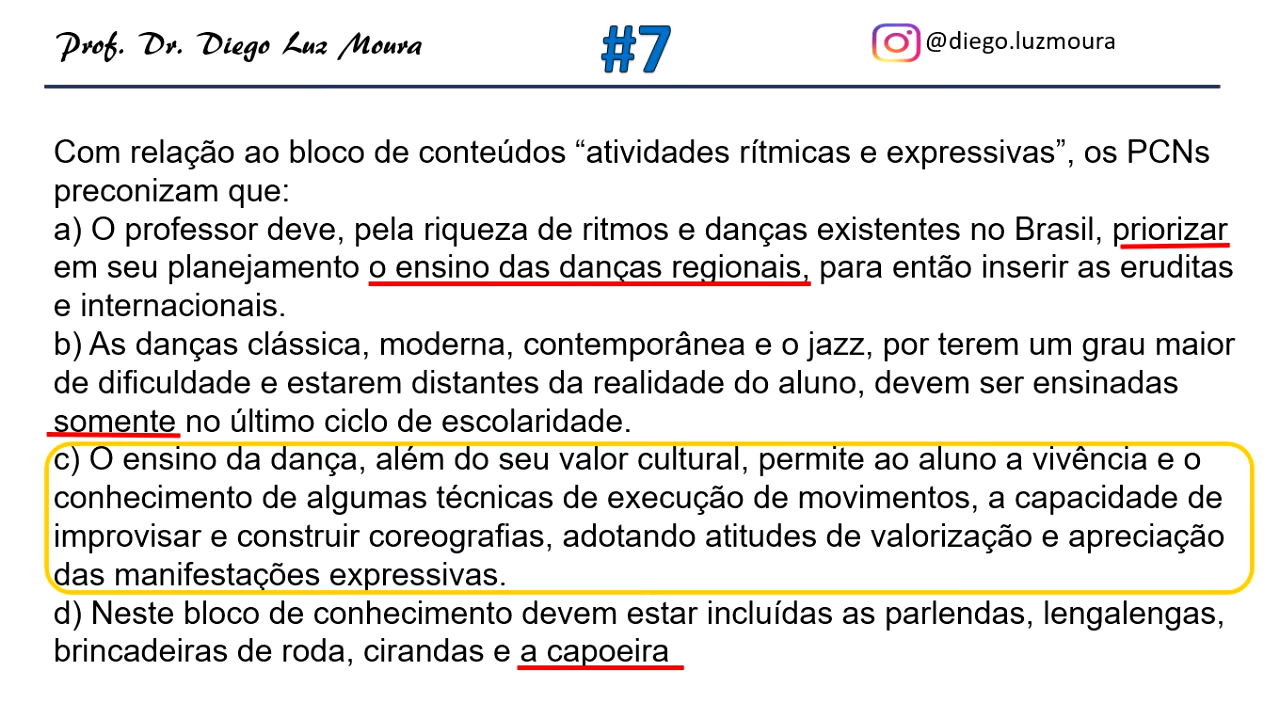 Prof. Dr. Diego Luz Moura
#7
@diego.luzmoura
Com relação ao bloco de conteúdos “atividades rítmicas e expressivas”, os PCNs
preconizam que:
a) O professor deve, pela riqueza de ritmos e danças existentes no Brasil, priorizar
em seu planejamento o ensino das danças regionais, para então inserir as eruditas
e internacionais.
b) As danças clássica, moderna, contemporânea e o jazz, por terem um grau maior
de dificuldade e estarem distantes da realidade do aluno, devem ser ensinadas
somente no último ciclo de escolaridade.
c) O ensino da dança, além do seu valor cultural, permite ao aluno a vivência e o
conhecimento de algumas técnicas de execução de movimentos, a capacidade de
improvisar e construir coreografias, adotando atitudes de valorização e apreciação
das manifestações expressivas.
d) Neste bloco de conhecimento devem estar incluídas as parlendas, lengalengas,
brincadeiras de roda, cirandas e a capoeira